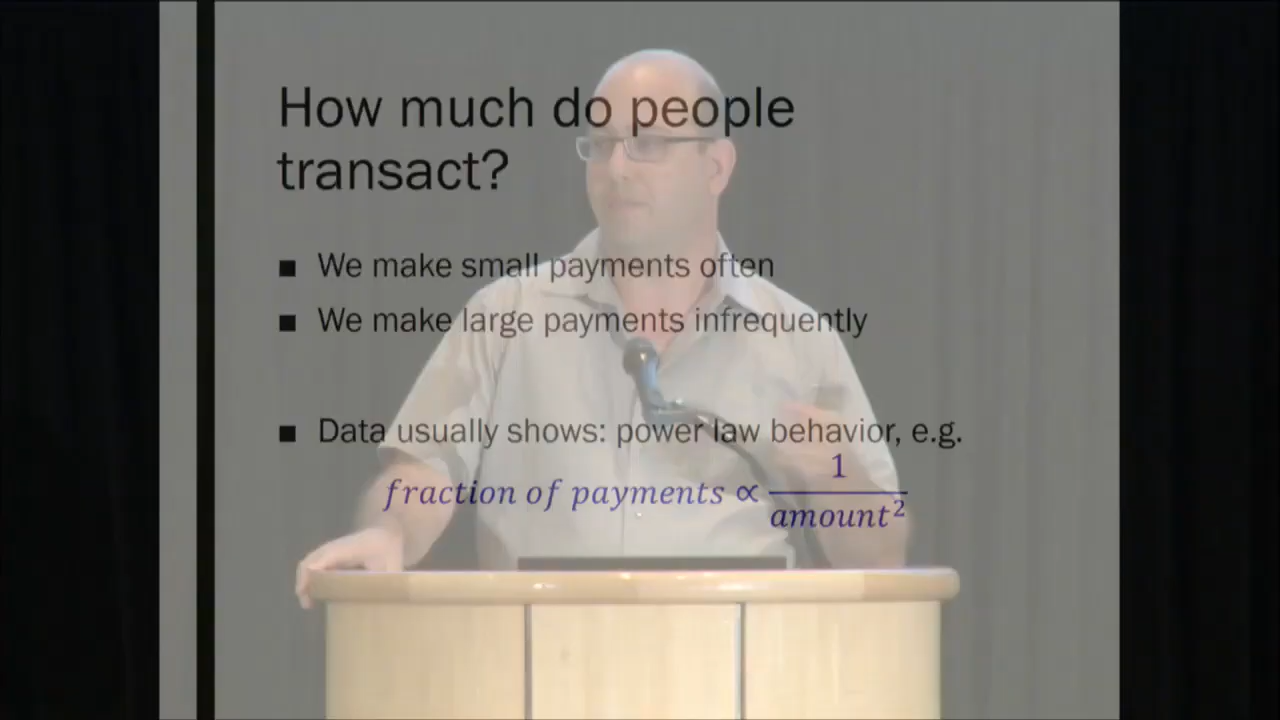 How much do people
transact?
■ We make small payments often
■ We make large payments infrequently
■ Data usually shows: power law behavior, e.g.
fraction of payments ∝ 1/amount²